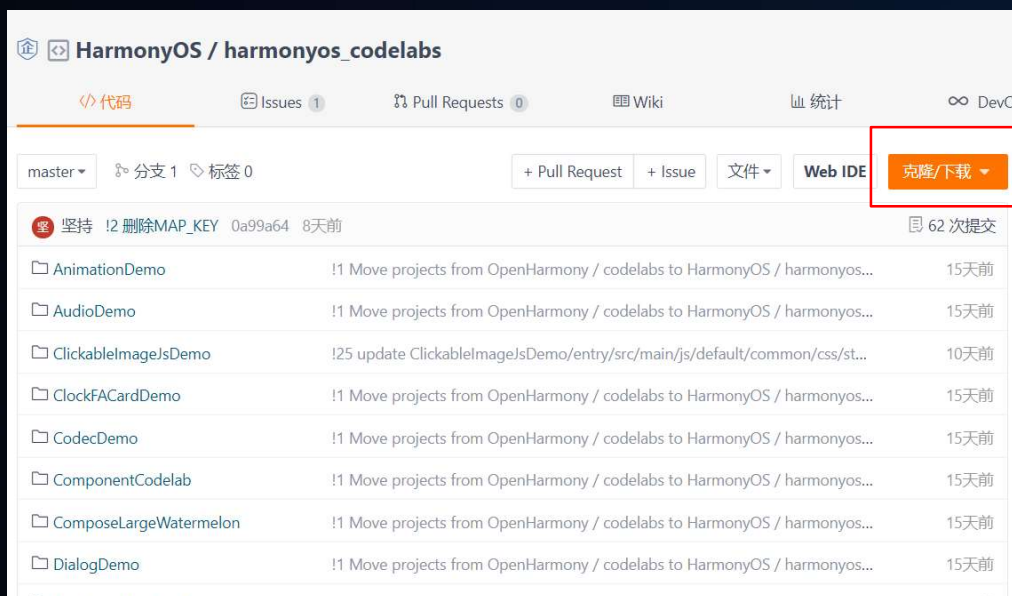 企 HarmonyOS / harmonyos_codelabs
代码 Issues 1 Pull Requests 0 Wiki 统计 DevO
master 分支 1 标签 0 + Pull Request + Issue 文件 Web IDE 克隆/下载
坚 坚持 !2 删除MAP_KEY 0a99a64 8天前 62 次提交
AnimationDemo !1 Move projects from OpenHarmony / codelabs to HarmonyOS / harmonyos... 15天前
AudioDemo !1 Move projects from OpenHarmony / codelabs to HarmonyOS / harmonyos... 15天前
ClickableImageJsDemo !25 update ClickableImageJsDemo/entry/src/main/js/default/common/css/st... 10天前
ClockFACardDemo !1 Move projects from OpenHarmony / codelabs to HarmonyOS / harmonyos... 15天前
CodecDemo !1 Move projects from OpenHarmony / codelabs to HarmonyOS / harmonyos... 15天前
ComponentCodelab !1 Move projects from OpenHarmony / codelabs to HarmonyOS / harmonyos... 15天前
ComposeLargeWatermelon !1 Move projects from OpenHarmony / codelabs to HarmonyOS / harmonyos... 15天前
DialogDemo !1 Move projects from OpenHarmony / codelabs to HarmonyOS / harmonyos... 15天前